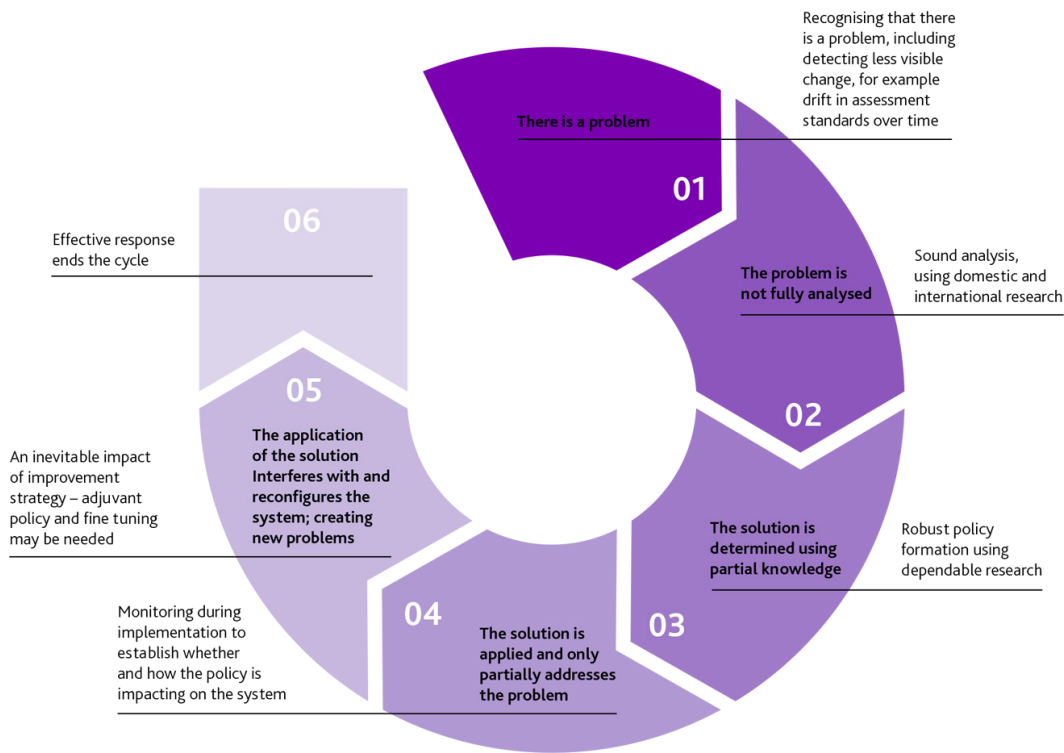 Recognising that there
is a problem, including
detecting less visible
change, for example
drift in assessment
standards over time
There is a problem
01
The problem is
not fully analysed
Sound analysis,
using domestic and
international research
02
The solution is
determined using
partial knowledge
Robust policy
formation using
dependable research
03
04
The solution is
applied and only
partially addresses
the problem
Monitoring during
implementation to
establish whether
and how the policy is
impacting on the system
05
The application
of the solution
Interferes with and
reconfigures the
system; creating
new problems
An inevitable impact
of improvement
strategy – adjuvant
policy and fine tuning
may be needed
06
Effective response
ends the cycle